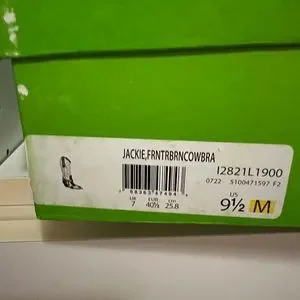 JACKIE,FRNTRBRNCOWBRA
I2821L1900
0722 5100471597 F2
UK EUR cm
7 40½ 25.8
US
9½ M